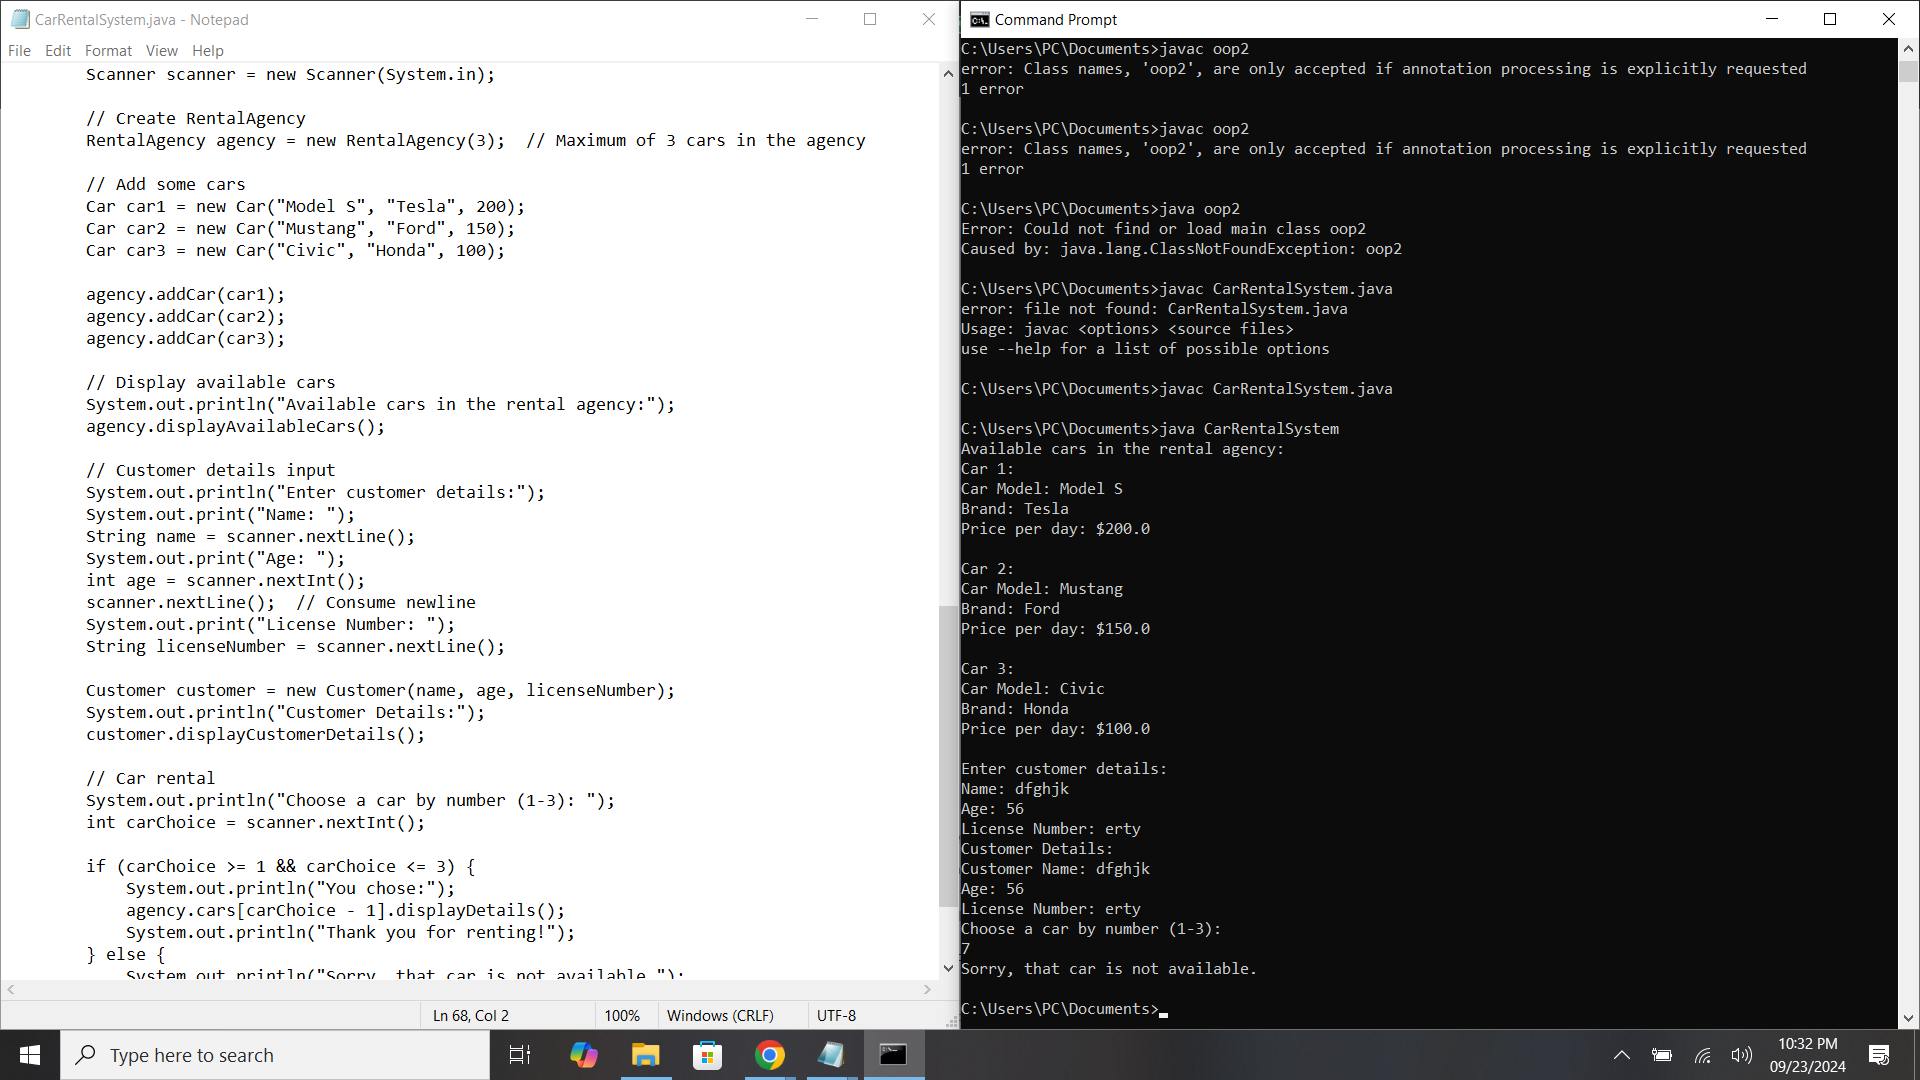 CarRentalSystem.java - Notepad
File Edit Format View Help
Scanner scanner = new Scanner(System.in);
// Create RentalAgency
RentalAgency agency = new RentalAgency(3);  // Maximum of 3 cars in the agency
// Add some cars
Car car1 = new Car("Model S", "Tesla", 200);
Car car2 = new Car("Mustang", "Ford", 150);
Car car3 = new Car("Civic", "Honda", 100);
agency.addCar(car1);
agency.addCar(car2);
agency.addCar(car3);
// Display available cars
System.out.println("Available cars in the rental agency:");
agency.displayAvailableCars();
// Customer details input
System.out.println("Enter customer details:");
System.out.print("Name: ");
String name = scanner.nextLine();
System.out.print("Age: ");
int age = scanner.nextInt();
scanner.nextLine();  // Consume newline
System.out.print("License Number: ");
String licenseNumber = scanner.nextLine();
Customer customer = new Customer(name, age, licenseNumber);
System.out.println("Customer Details:");
customer.displayCustomerDetails();
// Car rental
System.out.println("Choose a car by number (1-3): ");
int carChoice = scanner.nextInt();
if (carChoice >= 1 && carChoice <= 3) {
System.out.println("You chose:");
agency.cars[carChoice - 1].displayDetails();
System.out.println("Thank you for renting!");
} else {
System.out.println("Sorry, that car is not available.");
Ln 68, Col 2
100%
Windows (CRLF)
UTF-8
Command Prompt
C:\Users\PC\Documents>javac oop2
error: Class names, 'oop2', are only accepted if annotation processing is explicitly requested
1 error
C:\Users\PC\Documents>javac oop2
error: Class names, 'oop2', are only accepted if annotation processing is explicitly requested
1 error
C:\Users\PC\Documents>java oop2
Error: Could not find or load main class oop2
Caused by: java.lang.ClassNotFoundException: oop2
C:\Users\PC\Documents>javac CarRentalSystem.java
error: file not found: CarRentalSystem.java
Usage: javac <options> <source files>
use --help for a list of possible options
C:\Users\PC\Documents>javac CarRentalSystem.java
C:\Users\PC\Documents>java CarRentalSystem
Available cars in the rental agency:
Car 1:
Car Model: Model S
Brand: Tesla
Price per day: $200.0
Car 2:
Car Model: Mustang
Brand: Ford
Price per day: $150.0
Car 3:
Car Model: Civic
Brand: Honda
Price per day: $100.0
Enter customer details:
Name: dfghjk
Age: 56
License Number: erty
Customer Details:
Customer Name: dfghjk
Age: 56
License Number: erty
Choose a car by number (1-3):
7
Sorry, that car is not available.
C:\Users\PC\Documents>
Type here to search
10:32 PM
09/23/2024